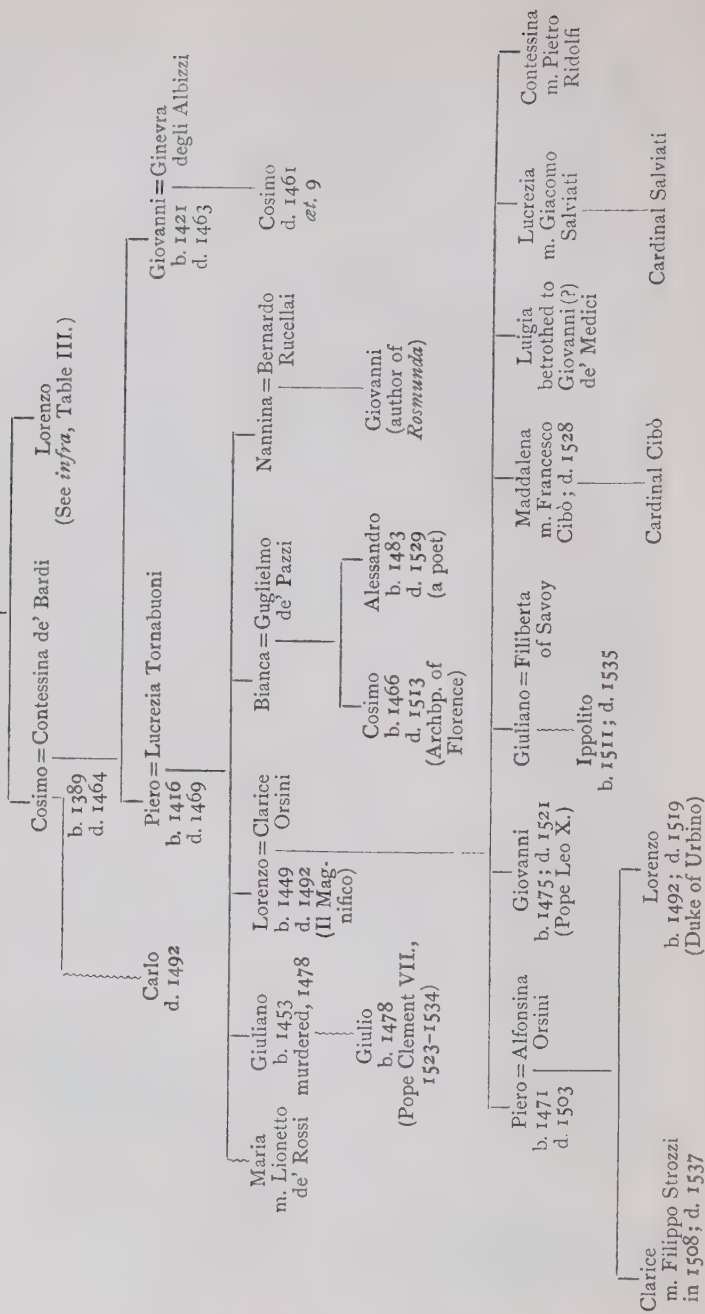 Cosimo = Contessina de' Bardi
b. 1389
d. 1464
Lorenzo
(See infra, Table III.)
Carlo
d. 1492
Piero = Lucrezia Tornabuoni
b. 1416
d. 1469
Giovanni = Ginevra
degli Albizzi
b. 1421
d. 1463
Cosimo
d. 1461
æt. 9
Maria
m. Lionetto
de' Rossi
Giuliano
b. 1453
murdered, 1478
Giulio
b. 1478
(Pope Clement VII.,
1523–1534)
Lorenzo = Clarice
Orsini
b. 1449
d. 1492
(Il Mag-
nifico)
Bianca = Guglielmo
de' Pazzi
Cosimo
b. 1466
d. 1513
(Archbp. of
Florence)
Alessandro
b. 1483
d. 1529
(a poet)
Nannina = Bernardo
Rucellai
Giovanni
(author of
Rosmunda)
Piero = Alfonsina
Orsini
b. 1471
d. 1503
Giovanni
b. 1475; d. 1521
(Pope Leo X.)
Giuliano = Filiberta
of Savoy
Ippolito
b. 1511; d. 1535
Maddalena
m. Francesco
Cibò; d. 1528
Cardinal Cibò
Luigia
betrothed to
Giovanni (?)
de' Medici
Lucrezia
m. Giacomo
Salviati
Cardinal Salviati
Contessina
m. Pietro
Ridolfi
Clarice
m. Filippo Strozzi
in 1508; d. 1537
Lorenzo
b. 1492; d. 1519
(Duke of Urbino)